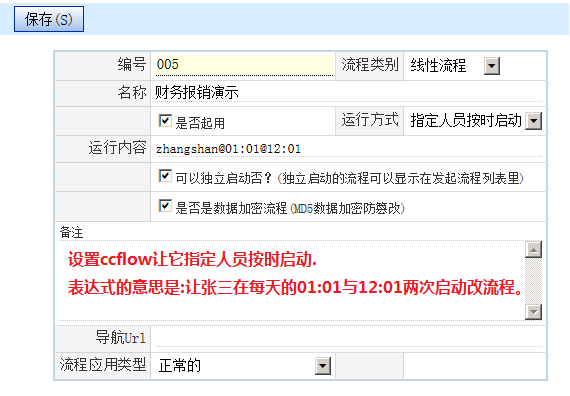 保存(S)
编号 005 流程类别 线性流程
名称 财务报销演示
是否起用 运行方式 指定人员按时启动
运行内容 zhangshan@01:01@12:01
可以独立启动否？(独立启动的流程可以显示在发起流程列表里)
是否是数据加密流程(MD5数据加密防篡改)
备注
设置ccflow让它指定人员按时启动.
表达式的意思是:让张三在每天的01:01与12:01两次启动改流程。
导航Url
流程应用类型 正常的